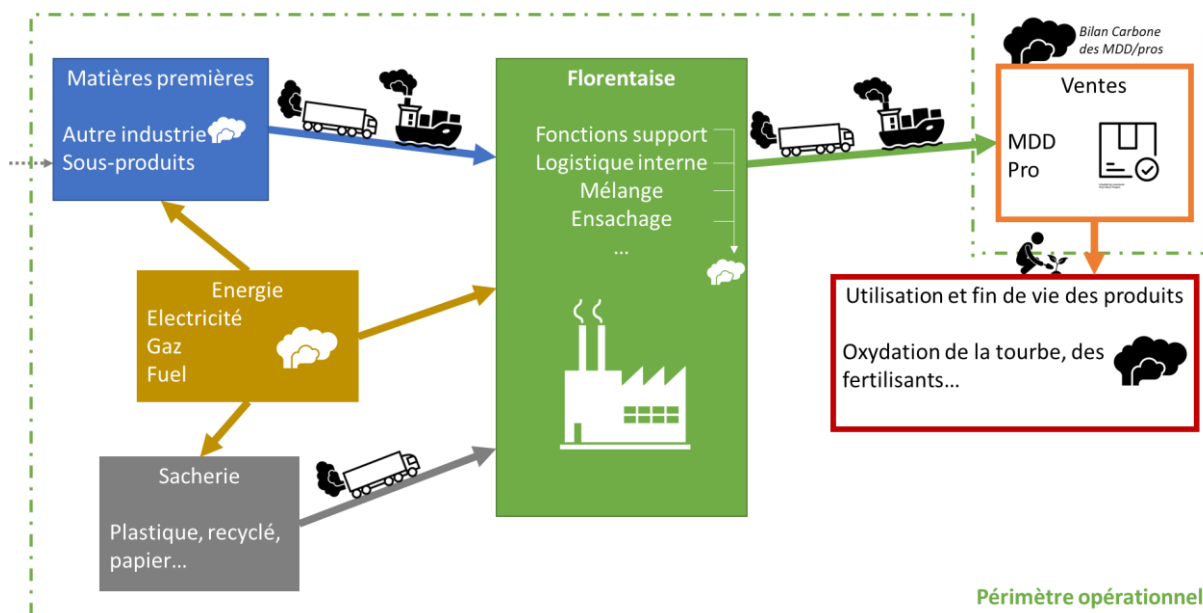 Bilan Carbone
des MDD/pros
Matières premières
Autre industrie
Sous-produits
Florentaise
Fonctions support
Logistique interne
Mélange
Ensachage
...
Ventes
MDD
Pro
Energie
Electricité
Gaz
Fuel
Utilisation et fin de vie des produits
Oxydation de la tourbe, des
fertilisants...
Sacherie
Plastique, recyclé,
papier...
Périmètre opérationnel